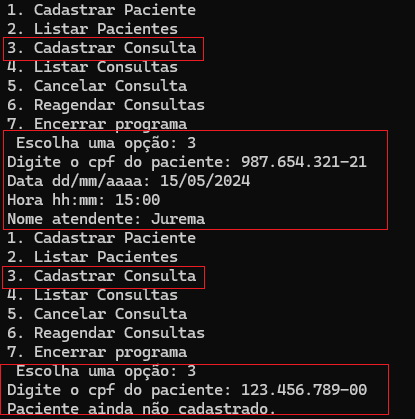 1. Cadastrar Paciente
2. Listar Pacientes
3. Cadastrar Consulta
4. Listar Consultas
5. Cancelar Consulta
6. Reagendar Consultas
7. Encerrar programa
 Escolha uma opção: 3
Digite o cpf do paciente: 987.654.321-21
Data dd/mm/aaaa: 15/05/2024
Hora hh:mm: 15:00
Nome atendente: Jurema
1. Cadastrar Paciente
2. Listar Pacientes
3. Cadastrar Consulta
4. Listar Consultas
5. Cancelar Consulta
6. Reagendar Consultas
7. Encerrar programa
 Escolha uma opção: 3
Digite o cpf do paciente: 123.456.789-00
Paciente ainda não cadastrado.